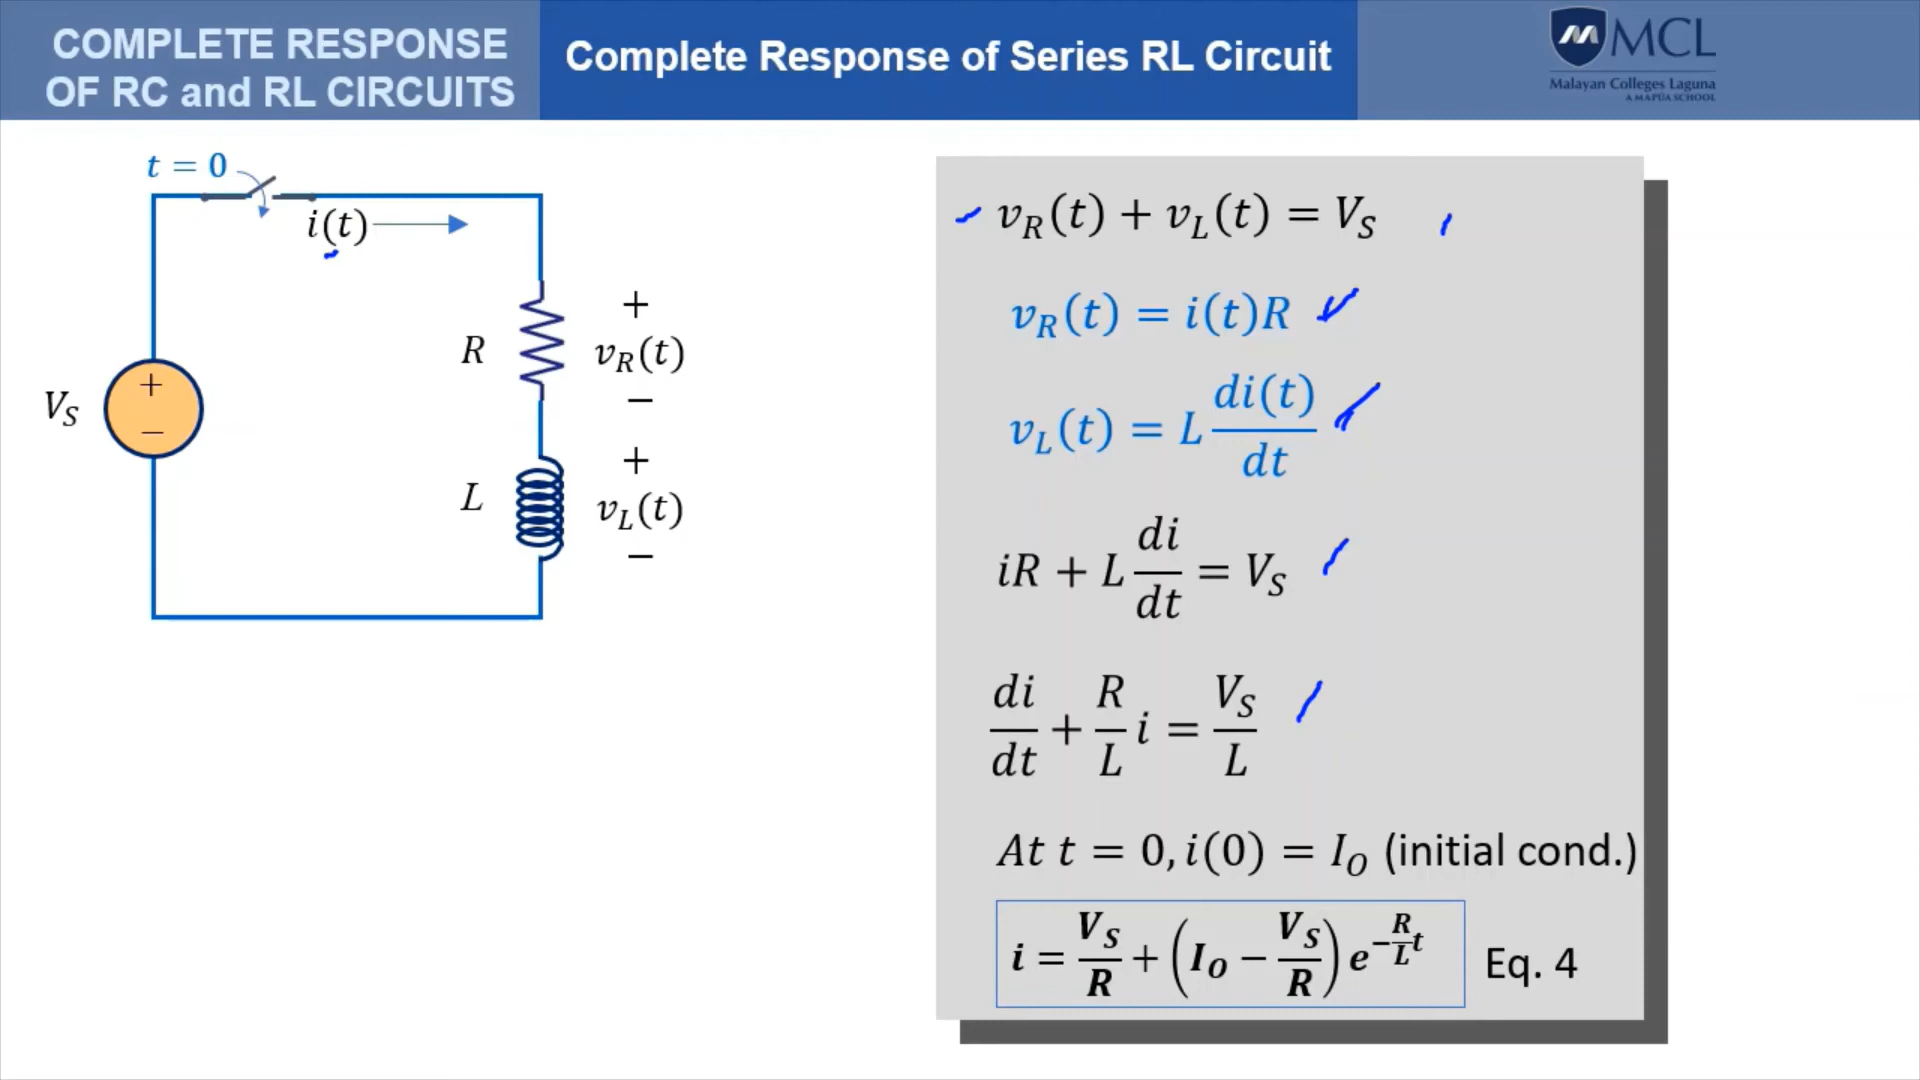 COMPLETE RESPONSE
OF RC and RL CIRCUITS
Complete Response of Series RL Circuit
MCL
Malayan Colleges Laguna
A MAPÚA SCHOOL
t = 0
i(t)
V_S
+
−
R
+
v_R(t)
−
L
+
v_L(t)
−
v_R(t) + v_L(t) = V_S
v_R(t) = i(t)R
v_L(t) = L di(t)/dt
iR + L di/dt = V_S
di/dt + R/L i = V_S/L
At t = 0, i(0) = I_O (initial cond.)
i = V_S/R + (I_O − V_S/R) e^(−R/L t)
Eq. 4